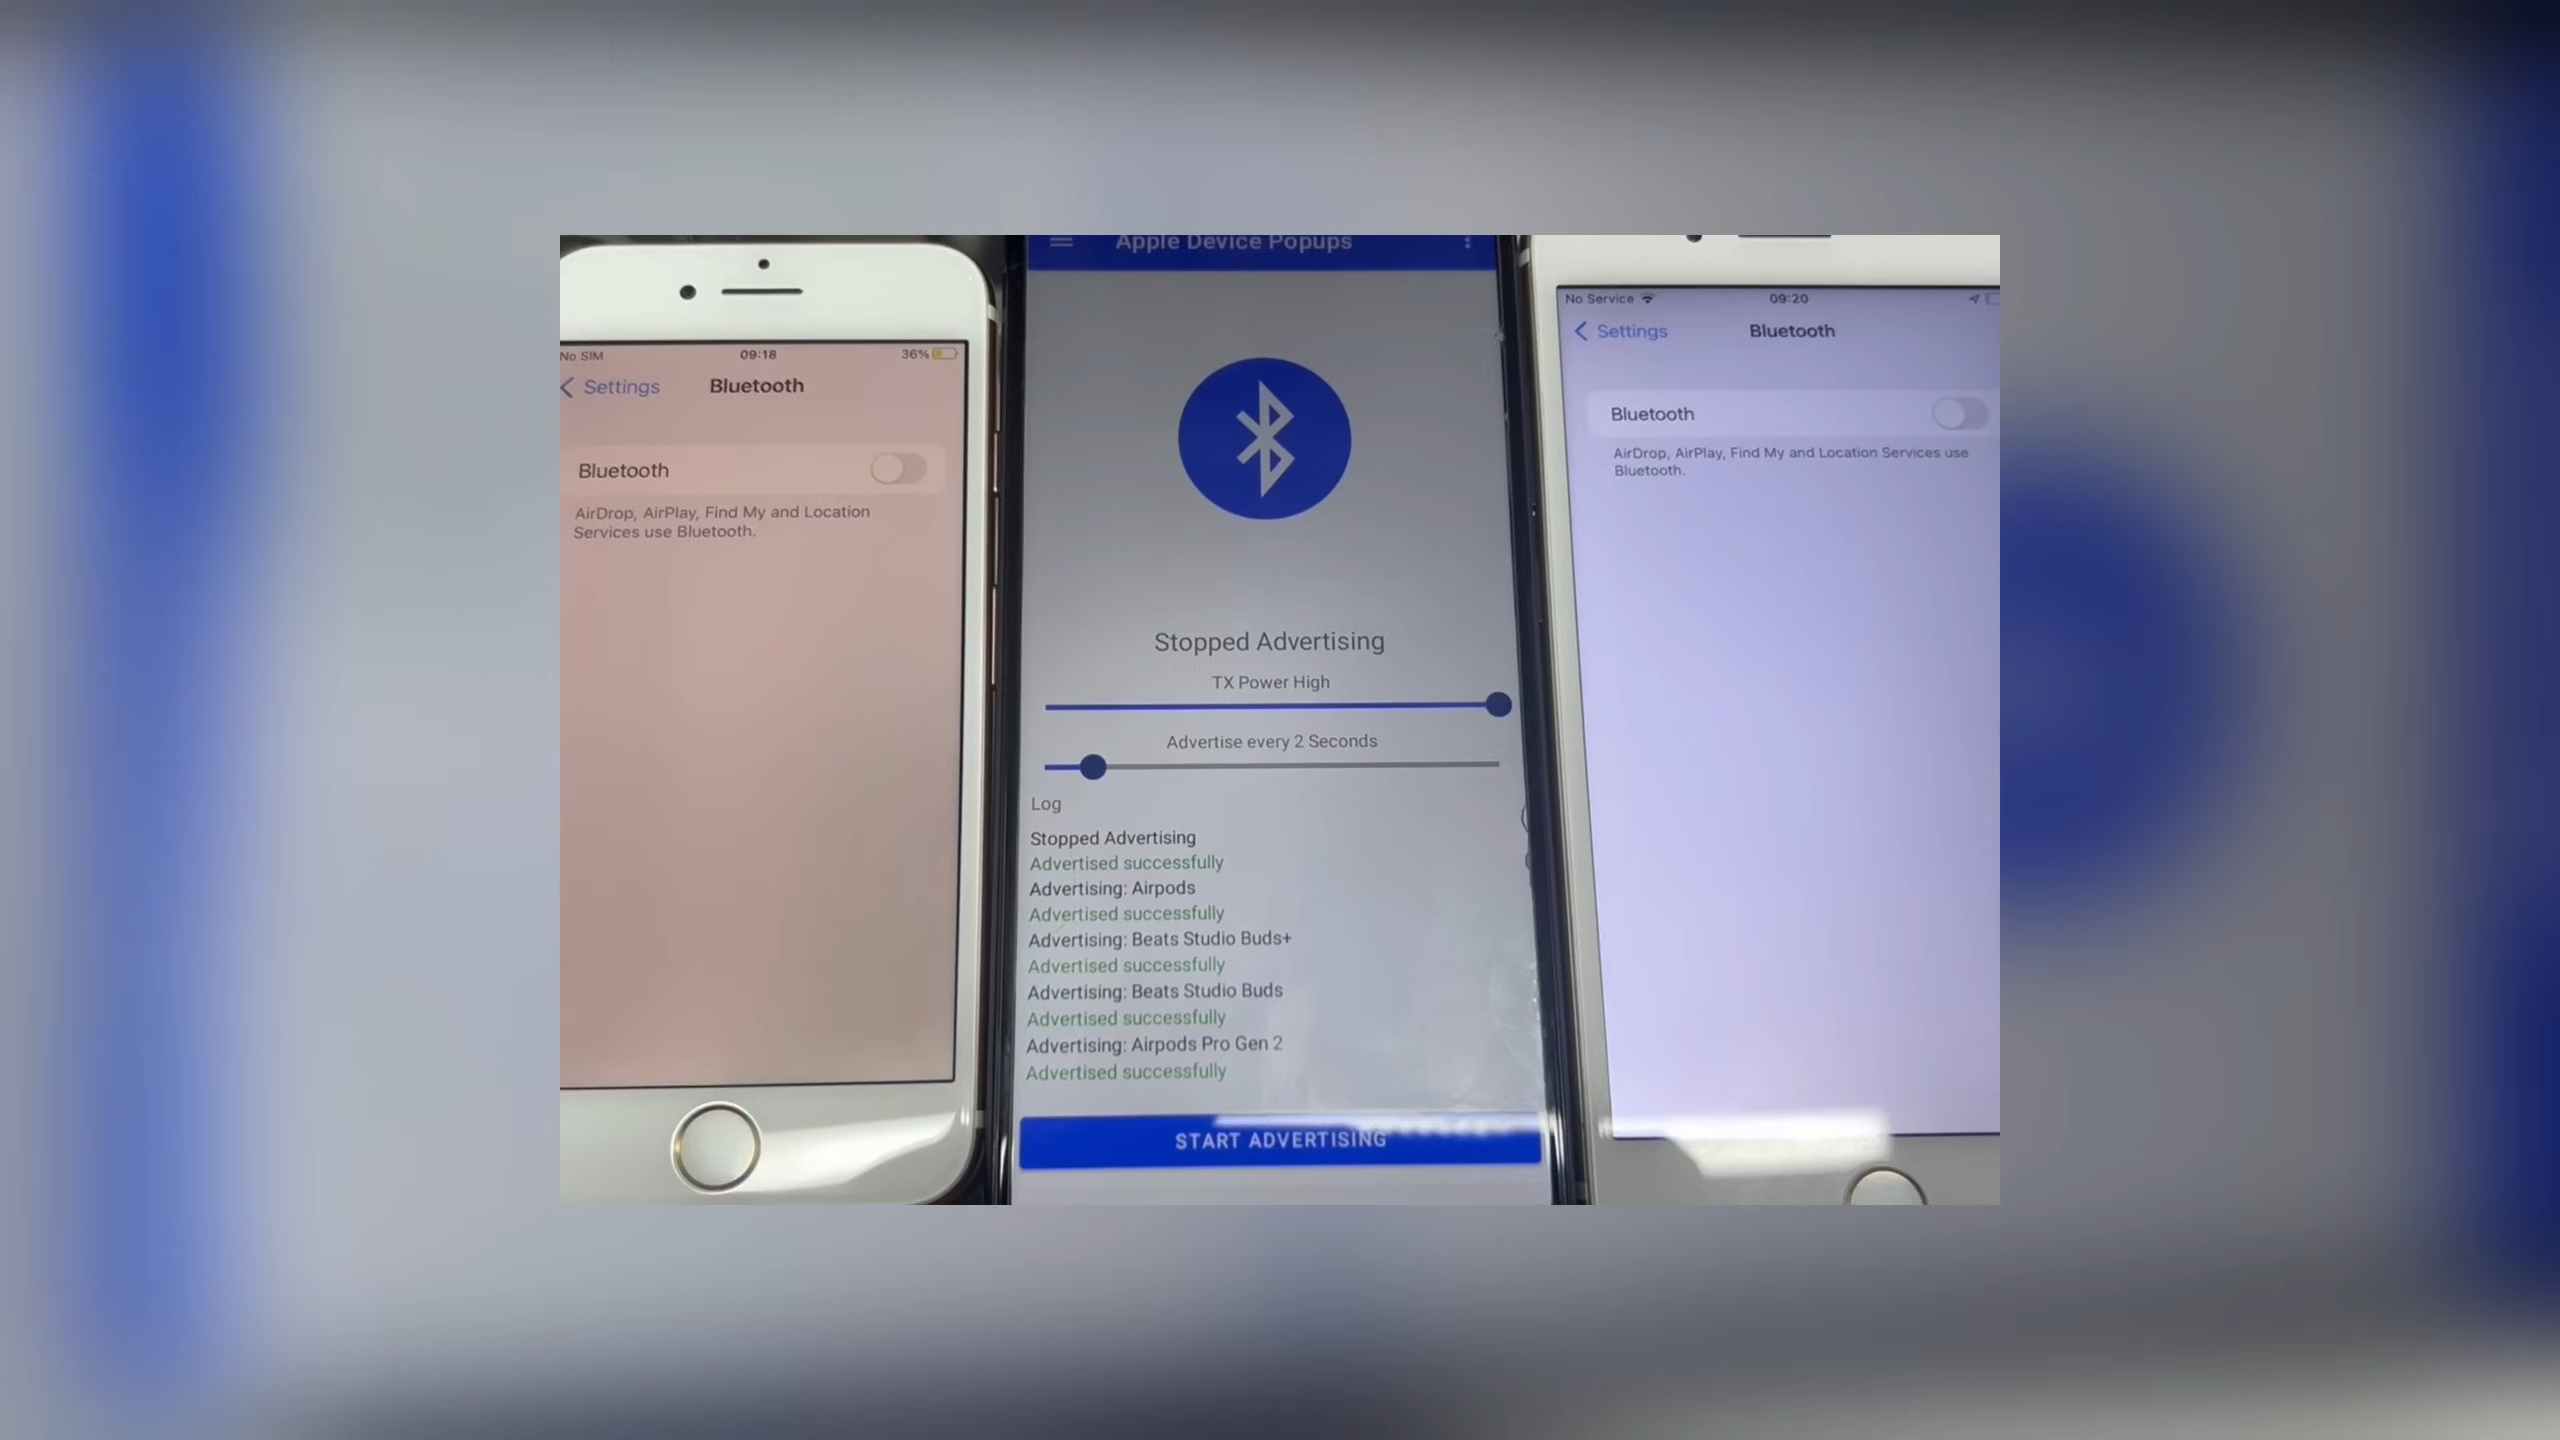 No SIM 09:18 36%
Settings Bluetooth
Bluetooth
AirDrop, AirPlay, Find My and Location
Services use Bluetooth.
Apple Device Popups
Stopped Advertising
TX Power High
Advertise every 2 Seconds
Log
Stopped Advertising
Advertised successfully
Advertising: Airpods
Advertised successfully
Advertising: Beats Studio Buds+
Advertised successfully
Advertising: Beats Studio Buds
Advertised successfully
Advertising: Airpods Pro Gen 2
Advertised successfully
START ADVERTISING
No Service 09:20
Settings Bluetooth
Bluetooth
AirDrop, AirPlay, Find My and Location Services use
Bluetooth.